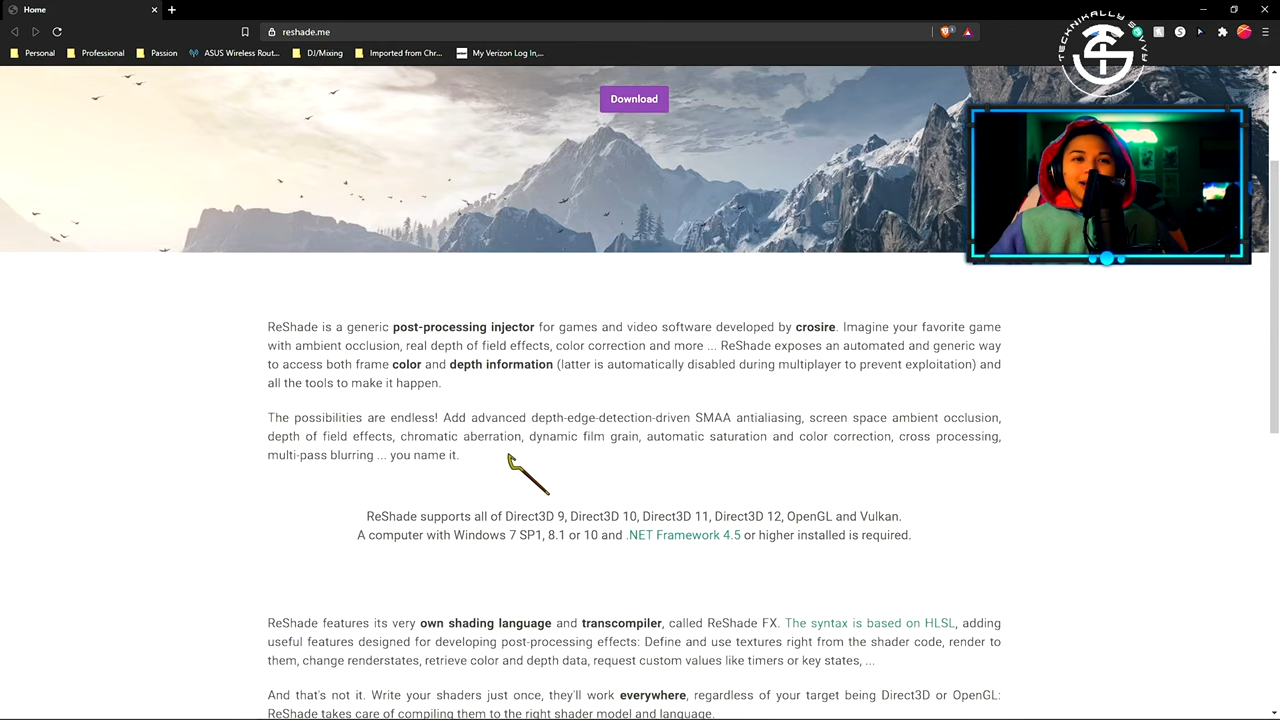 Home
reshade.me
Personal
Professional
Passion
ASUS Wireless Rout...
DJ/Mixing
Imported from Chr...
My Verizon Log In,...
TECKNIKALLY SAVVY
Download
ReShade is a generic post-processing injector for games and video software developed by crosire. Imagine your favorite game
with ambient occlusion, real depth of field effects, color correction and more ... ReShade exposes an automated and generic way
to access both frame color and depth information (latter is automatically disabled during multiplayer to prevent exploitation) and
all the tools to make it happen.
The possibilities are endless! Add advanced depth-edge-detection-driven SMAA antialiasing, screen space ambient occlusion,
depth of field effects, chromatic aberration, dynamic film grain, automatic saturation and color correction, cross processing,
multi-pass blurring ... you name it.
ReShade supports all of Direct3D 9, Direct3D 10, Direct3D 11, Direct3D 12, OpenGL and Vulkan.
A computer with Windows 7 SP1, 8.1 or 10 and .NET Framework 4.5 or higher installed is required.
ReShade features its very own shading language and transcompiler, called ReShade FX. The syntax is based on HLSL, adding
useful features designed for developing post-processing effects: Define and use textures right from the shader code, render to
them, change renderstates, retrieve color and depth data, request custom values like timers or key states, ...
And that's not it. Write your shaders just once, they'll work everywhere, regardless of your target being Direct3D or OpenGL:
ReShade takes care of compiling them to the right shader model and language.